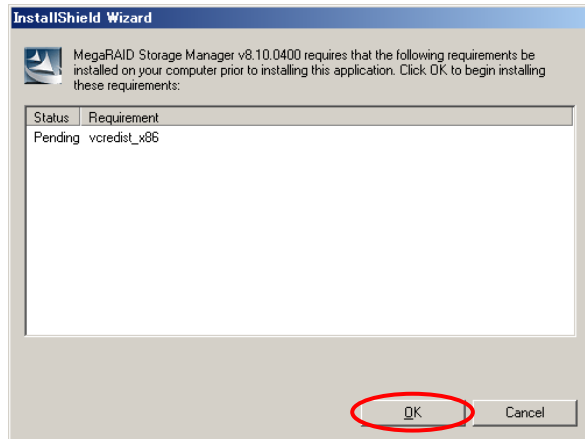 InstallShield Wizard
MegaRAID Storage Manager v8.10.0400 requires that the following requirements be
installed on your computer prior to installing this application. Click OK to begin installing
these requirements:
Status Requirement
Pending vcredist_x86
OK Cancel